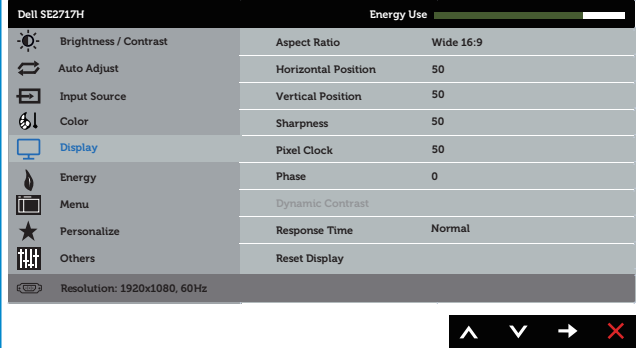 Dell SE2717H Energy Use
Brightness / Contrast Aspect Ratio Wide 16:9
Auto Adjust Horizontal Position 50
Input Source Vertical Position 50
Color Sharpness 50
Display Pixel Clock 50
Energy Phase 0
Menu Dynamic Contrast
Personalize Response Time Normal
Others Reset Display
Resolution: 1920x1080, 60Hz